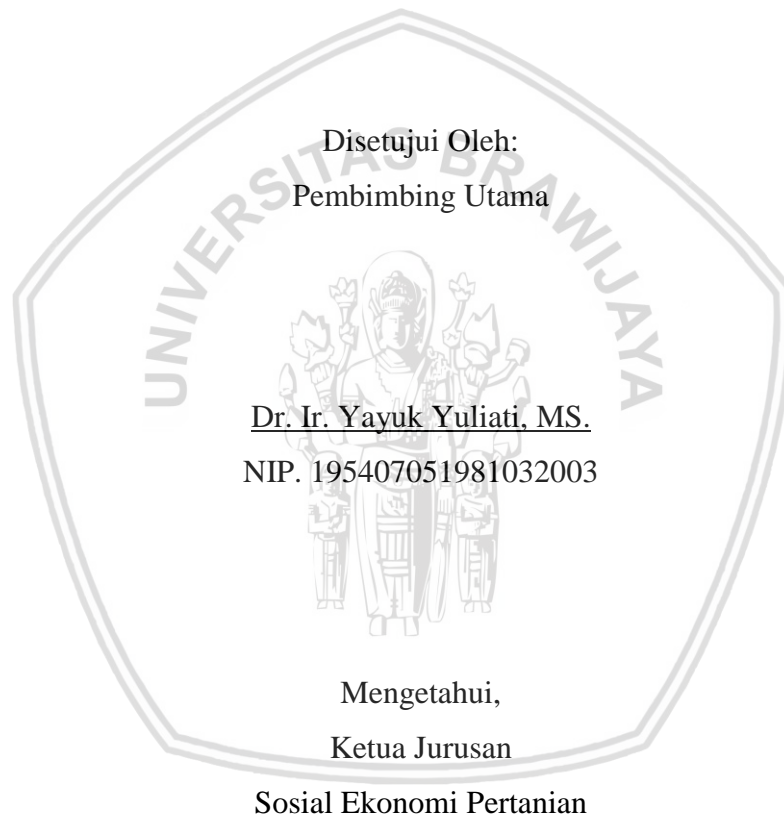 Disetujui Oleh:
UNIVERSITAS BRAWIJAYA
Pembimbing Utama
Dr. Ir. Yayuk Yuliati, MS.
NIP. 195407051981032003
Mengetahui,
Ketua Jurusan
Sosial Ekonomi Pertanian